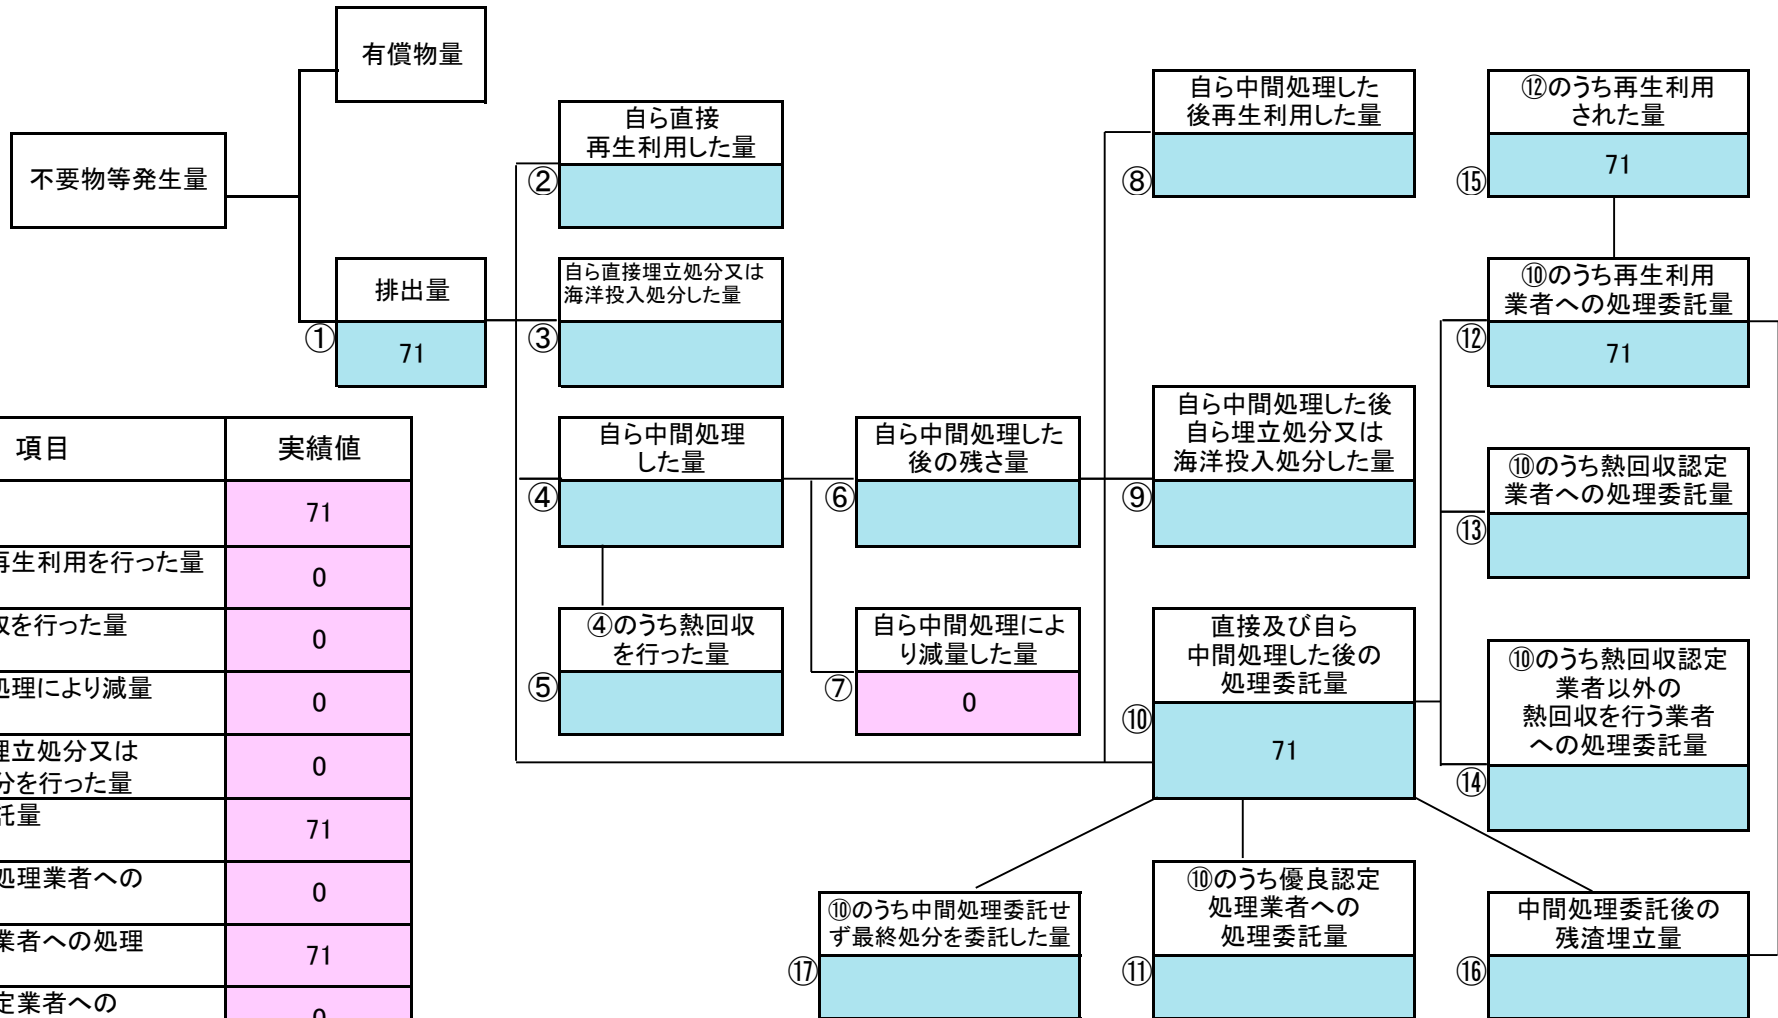 有償物量
不要物等発生量
排出量
①
71
自ら直接
再生利用した量
②
自ら直接埋立処分又は
海洋投入処分した量
③
自ら中間処理
した量
④
④のうち熱回収
を行った量
⑤
自ら中間処理した
後の残さ量
⑥
自ら中間処理によ
り減量した量
⑦
0
自ら中間処理した
後再生利用した量
⑧
自ら中間処理した後
自ら埋立処分又は
海洋投入処分した量
⑨
直接及び自ら
中間処理した後の
処理委託量
⑩
71
⑫のうち再生利用
された量
⑮
71
⑩のうち再生利用
業者への処理委託量
⑫
71
⑩のうち熱回収認定
業者への処理委託量
⑬
⑩のうち熱回収認定
業者以外の
熱回収を行う業者
への処理委託量
⑭
⑩のうち中間処理委託せ
ず最終処分を委託した量
⑰
⑩のうち優良認定
処理業者への
処理委託量
⑪
中間処理委託後の
残渣埋立量
⑯
項目 実績値
71
再生利用を行った量
0
収を行った量
0
処理により減量
0
埋立処分又は
分を行った量
0
託量
71
処理業者への
0
業者への処理
71
定業者への
0